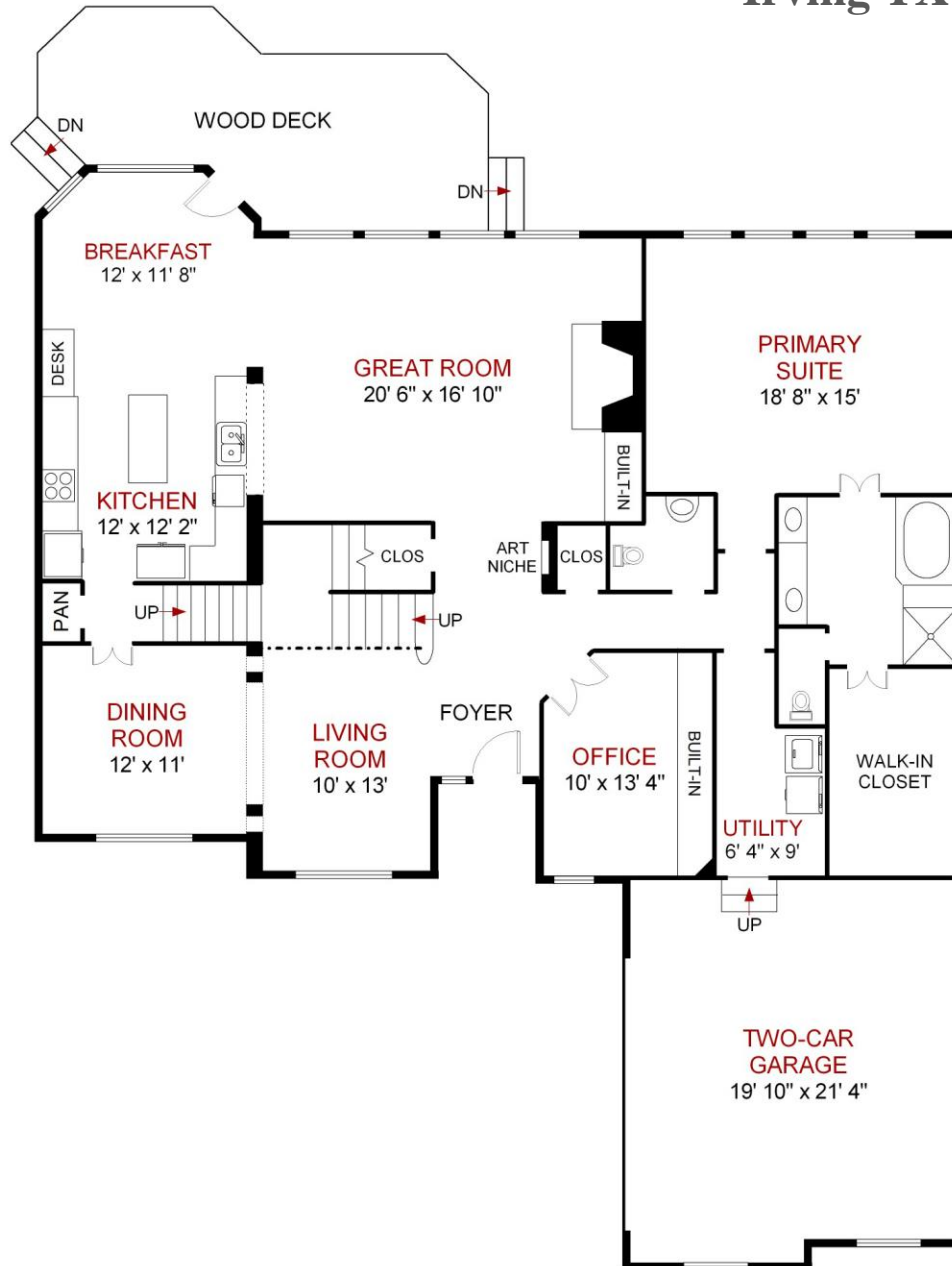 Irving TX
WOOD DECK
DN
DN
BREAKFAST
12' x 11' 8"
DESK
GREAT ROOM
20' 6" x 16' 10"
PRIMARY
SUITE
18' 8" x 15'
BUILT-IN
KITCHEN
12' x 12' 2"
CLOS
ART
NICHE
CLOS
PAN
UP
UP
DINING
ROOM
12' x 11'
LIVING
ROOM
10' x 13'
FOYER
OFFICE
10' x 13' 4"
BUILT-IN
WALK-IN
CLOSET
UTILITY
6' 4" x 9'
UP
TWO-CAR
GARAGE
19' 10" x 21' 4"